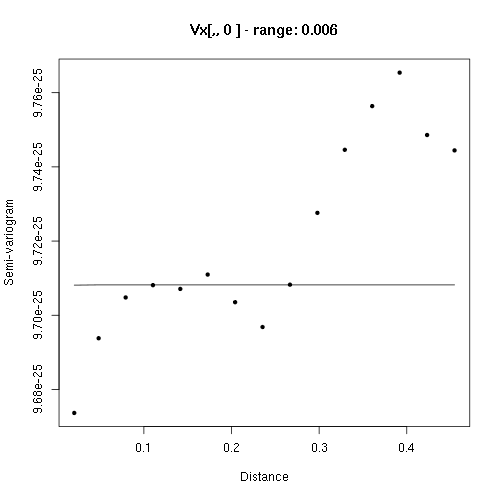 Vx[,, 0 ] - range: 0.006
Semi-variogram
9.76e-25
9.74e-25
9.72e-25
9.70e-25
9.68e-25
0.1 0.2 0.3 0.4
Distance